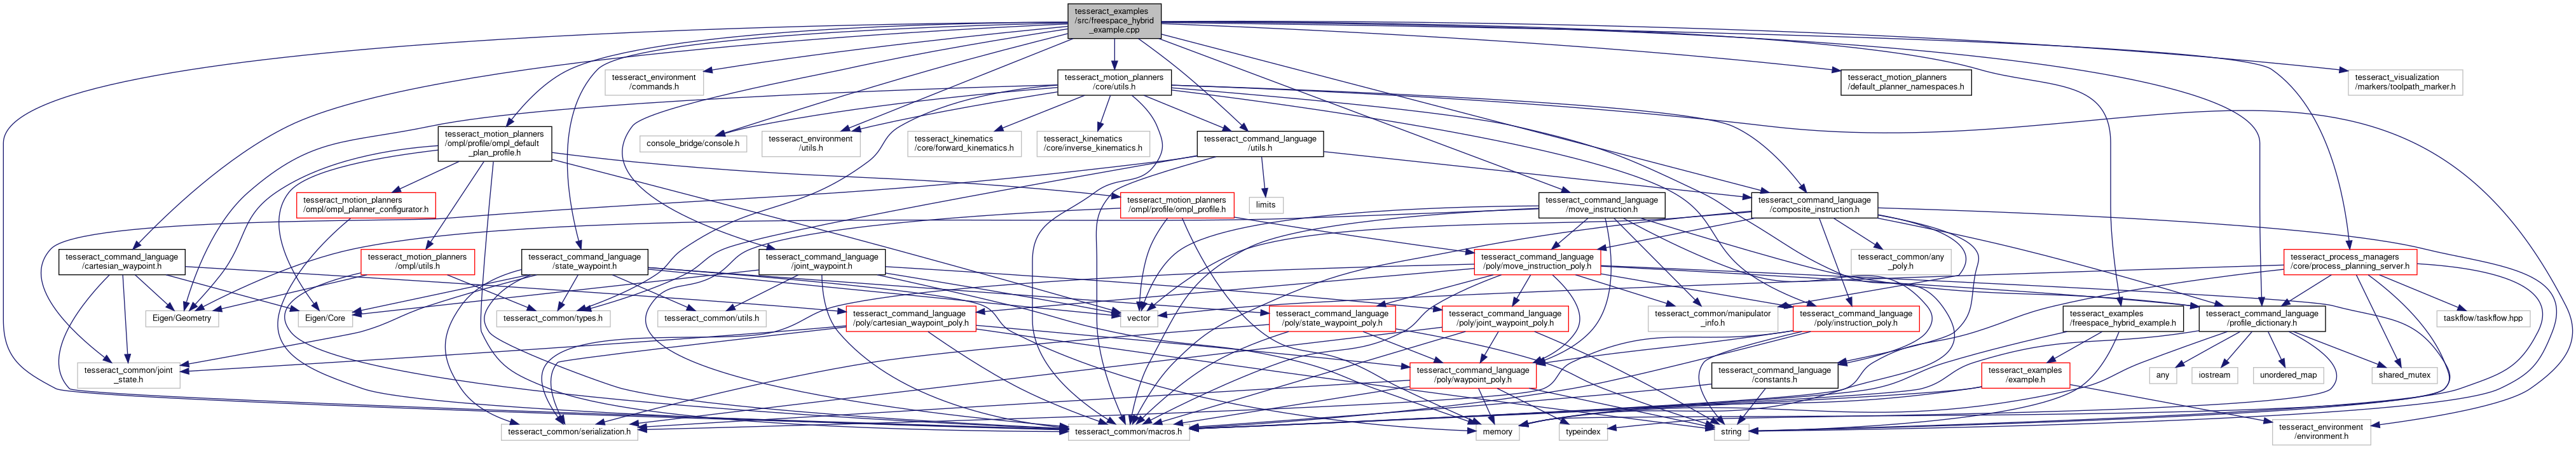 tesseract_examples
/src/freespace_hybrid
_example.cpp
tesseract_environment
/commands.h
tesseract_motion_planners
/core/utils.h
tesseract_motion_planners
/default_planner_namespaces.h
tesseract_visualization
/markers/toolpath_marker.h
tesseract_motion_planners
/ompl/profile/ompl_default
_plan_profile.h
console_bridge/console.h
tesseract_environment
/utils.h
tesseract_kinematics
/core/forward_kinematics.h
tesseract_kinematics
/core/inverse_kinematics.h
tesseract_command_language
/utils.h
tesseract_motion_planners
/ompl/ompl_planner_configurator.h
tesseract_motion_planners
/ompl/profile/ompl_profile.h
limits
tesseract_command_language
/move_instruction.h
tesseract_command_language
/composite_instruction.h
tesseract_command_language
/cartesian_waypoint.h
tesseract_motion_planners
/ompl/utils.h
tesseract_command_language
/state_waypoint.h
tesseract_command_language
/joint_waypoint.h
tesseract_command_language
/poly/move_instruction_poly.h
tesseract_common/any
_poly.h
tesseract_process_managers
/core/process_planning_server.h
Eigen/Geometry
Eigen/Core
tesseract_common/types.h
tesseract_common/utils.h
tesseract_command_language
/poly/cartesian_waypoint_poly.h
vector
tesseract_command_language
/poly/state_waypoint_poly.h
tesseract_command_language
/poly/joint_waypoint_poly.h
tesseract_common/manipulator
_info.h
tesseract_command_language
/poly/instruction_poly.h
tesseract_examples
/freespace_hybrid_example.h
tesseract_command_language
/profile_dictionary.h
taskflow/taskflow.hpp
tesseract_common/joint
_state.h
tesseract_command_language
/poly/waypoint_poly.h
tesseract_command_language
/constants.h
tesseract_examples
/example.h
any
iostream
unordered_map
shared_mutex
tesseract_common/serialization.h
tesseract_common/macros.h
memory
typeindex
string
tesseract_environment
/environment.h